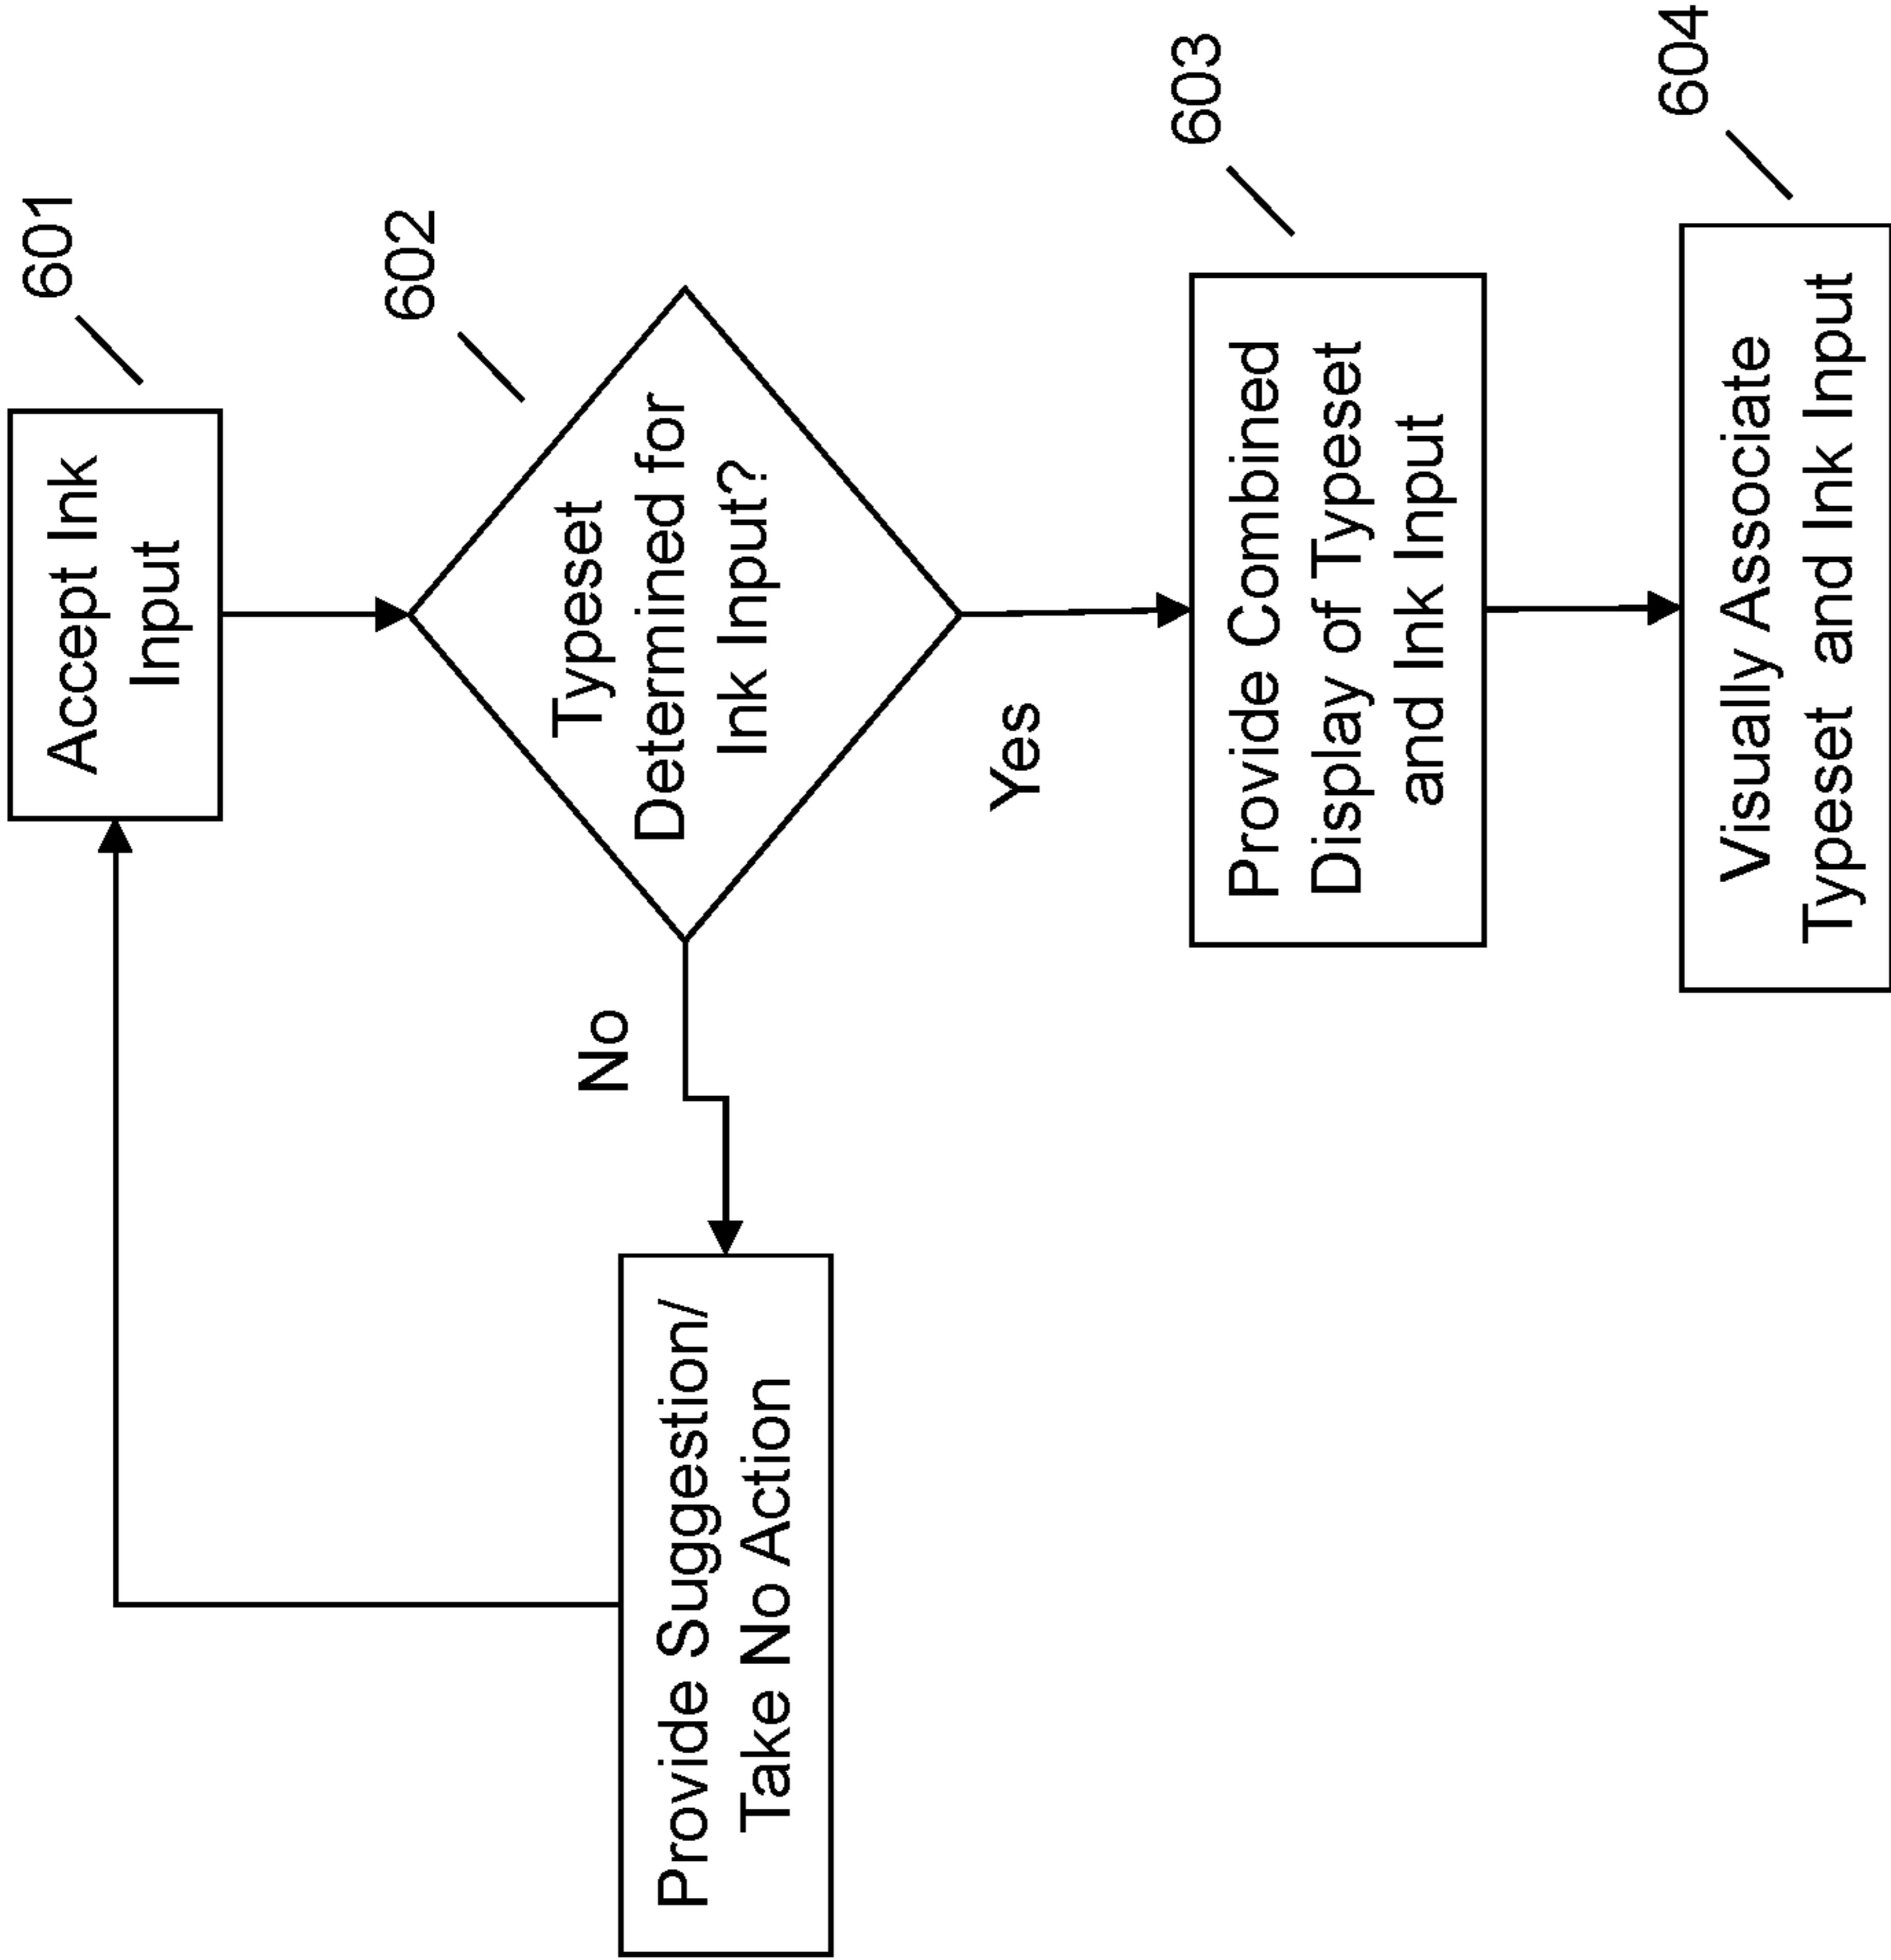 Accept Ink
Input
601
Typeset
Determined for
Ink Input?
602
No
Provide Suggestion/
Take No Action
Yes
Provide Combined
Display of Typeset
and Ink Input
603
Visually Associate
Typeset and Ink Input
604